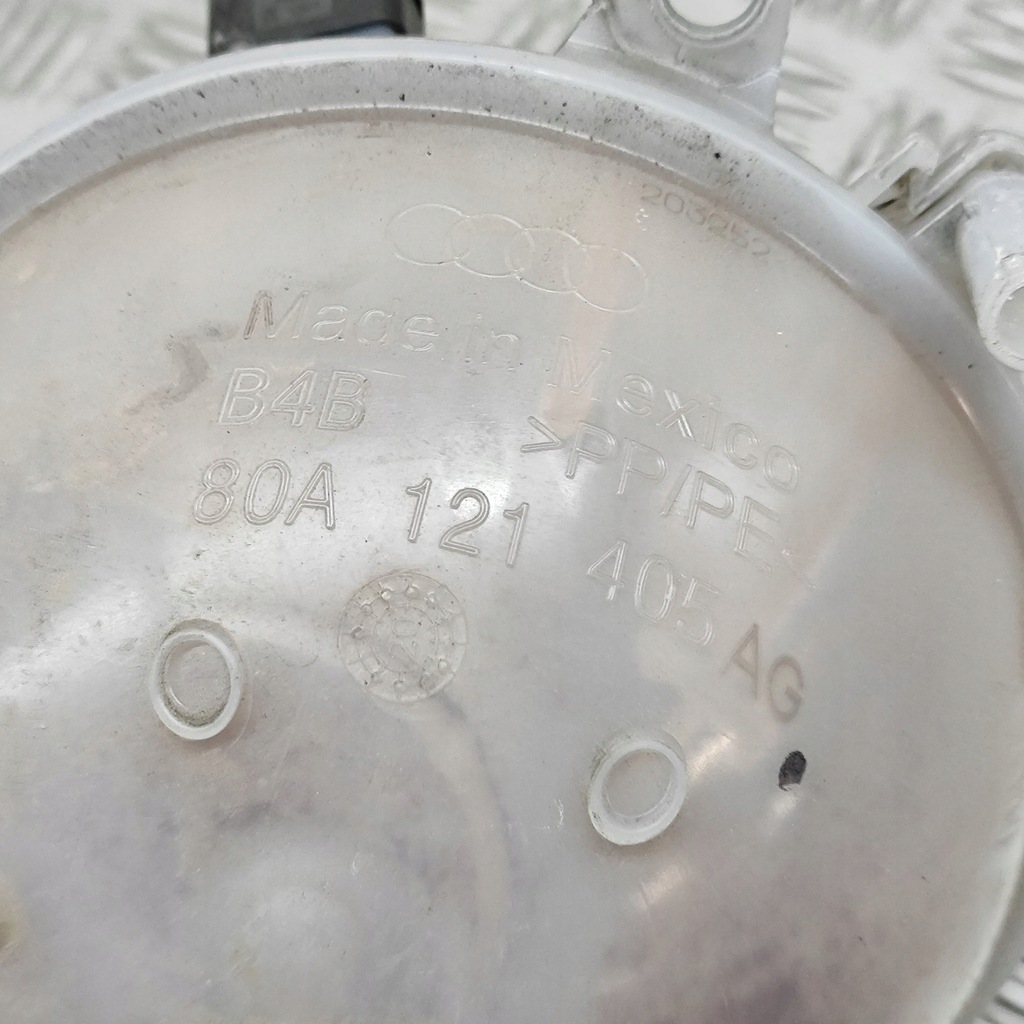 203252
Made in Mexico
B4B >PP/PE
80A 121 405 AG